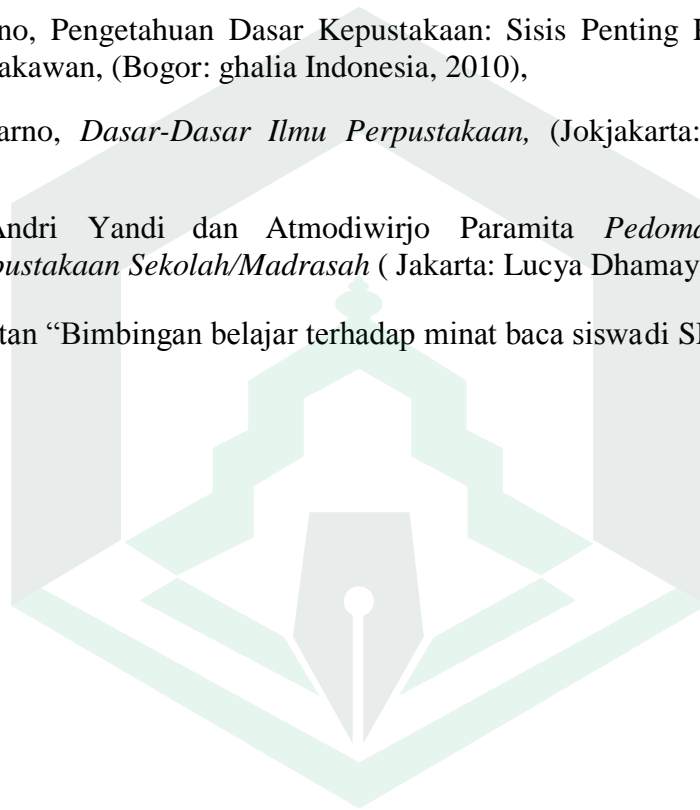 no, Pengetahuan Dasar Kepustakaan: Sisis Penting
akawan, (Bogor: ghalia Indonesia, 2010),
arno, Dasar-Dasar Ilmu Perpustakaan, (Jokjakarta:
Andri Yandi dan Atmodiwirjo Paramita Pedoma
pustakaan Sekolah/Madrasah ( Jakarta: Lucya Dhamay
tan “Bimbingan belajar terhadap minat baca siswadi